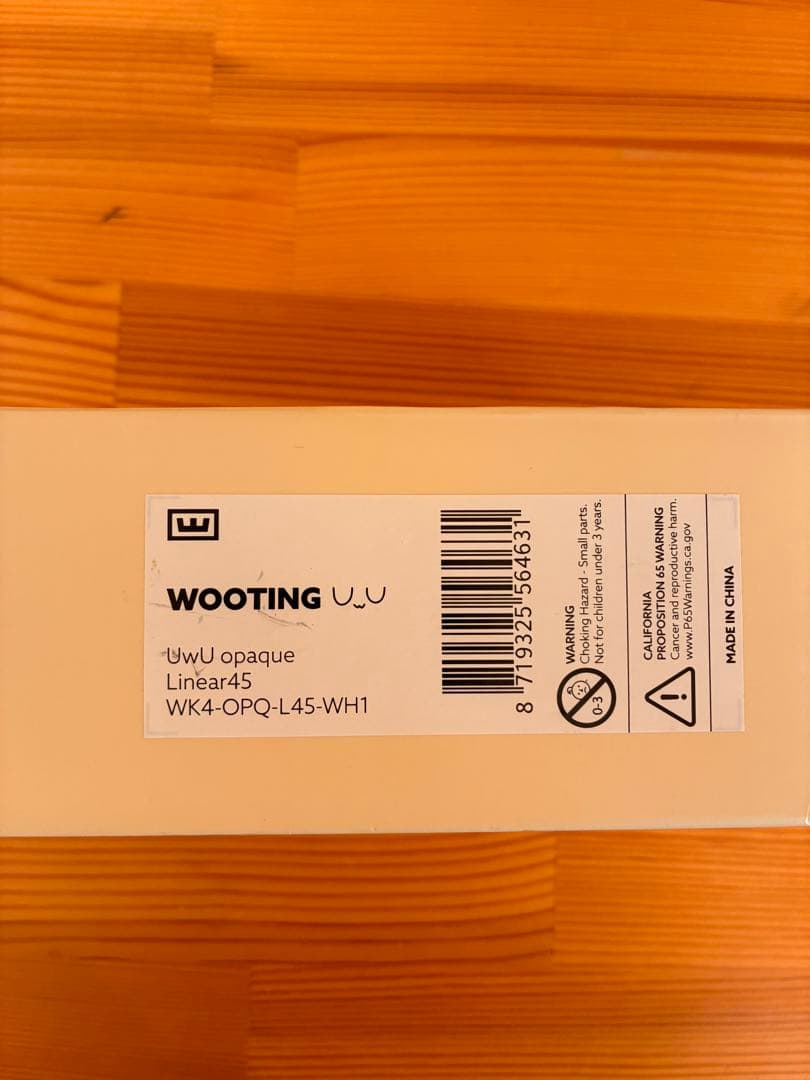 WOOTING UwU
UwU opaque
Linear45
WK4-OPQ-L45-WH1
8 719325 564631
WARNING
Choking Hazard - Small parts.
Not for children under 3 years.
0-3
CALIFORNIA
PROPOSITION 65 WARNING
Cancer and reproductive harm.
www.P65Warnings.ca.gov
MADE IN CHINA